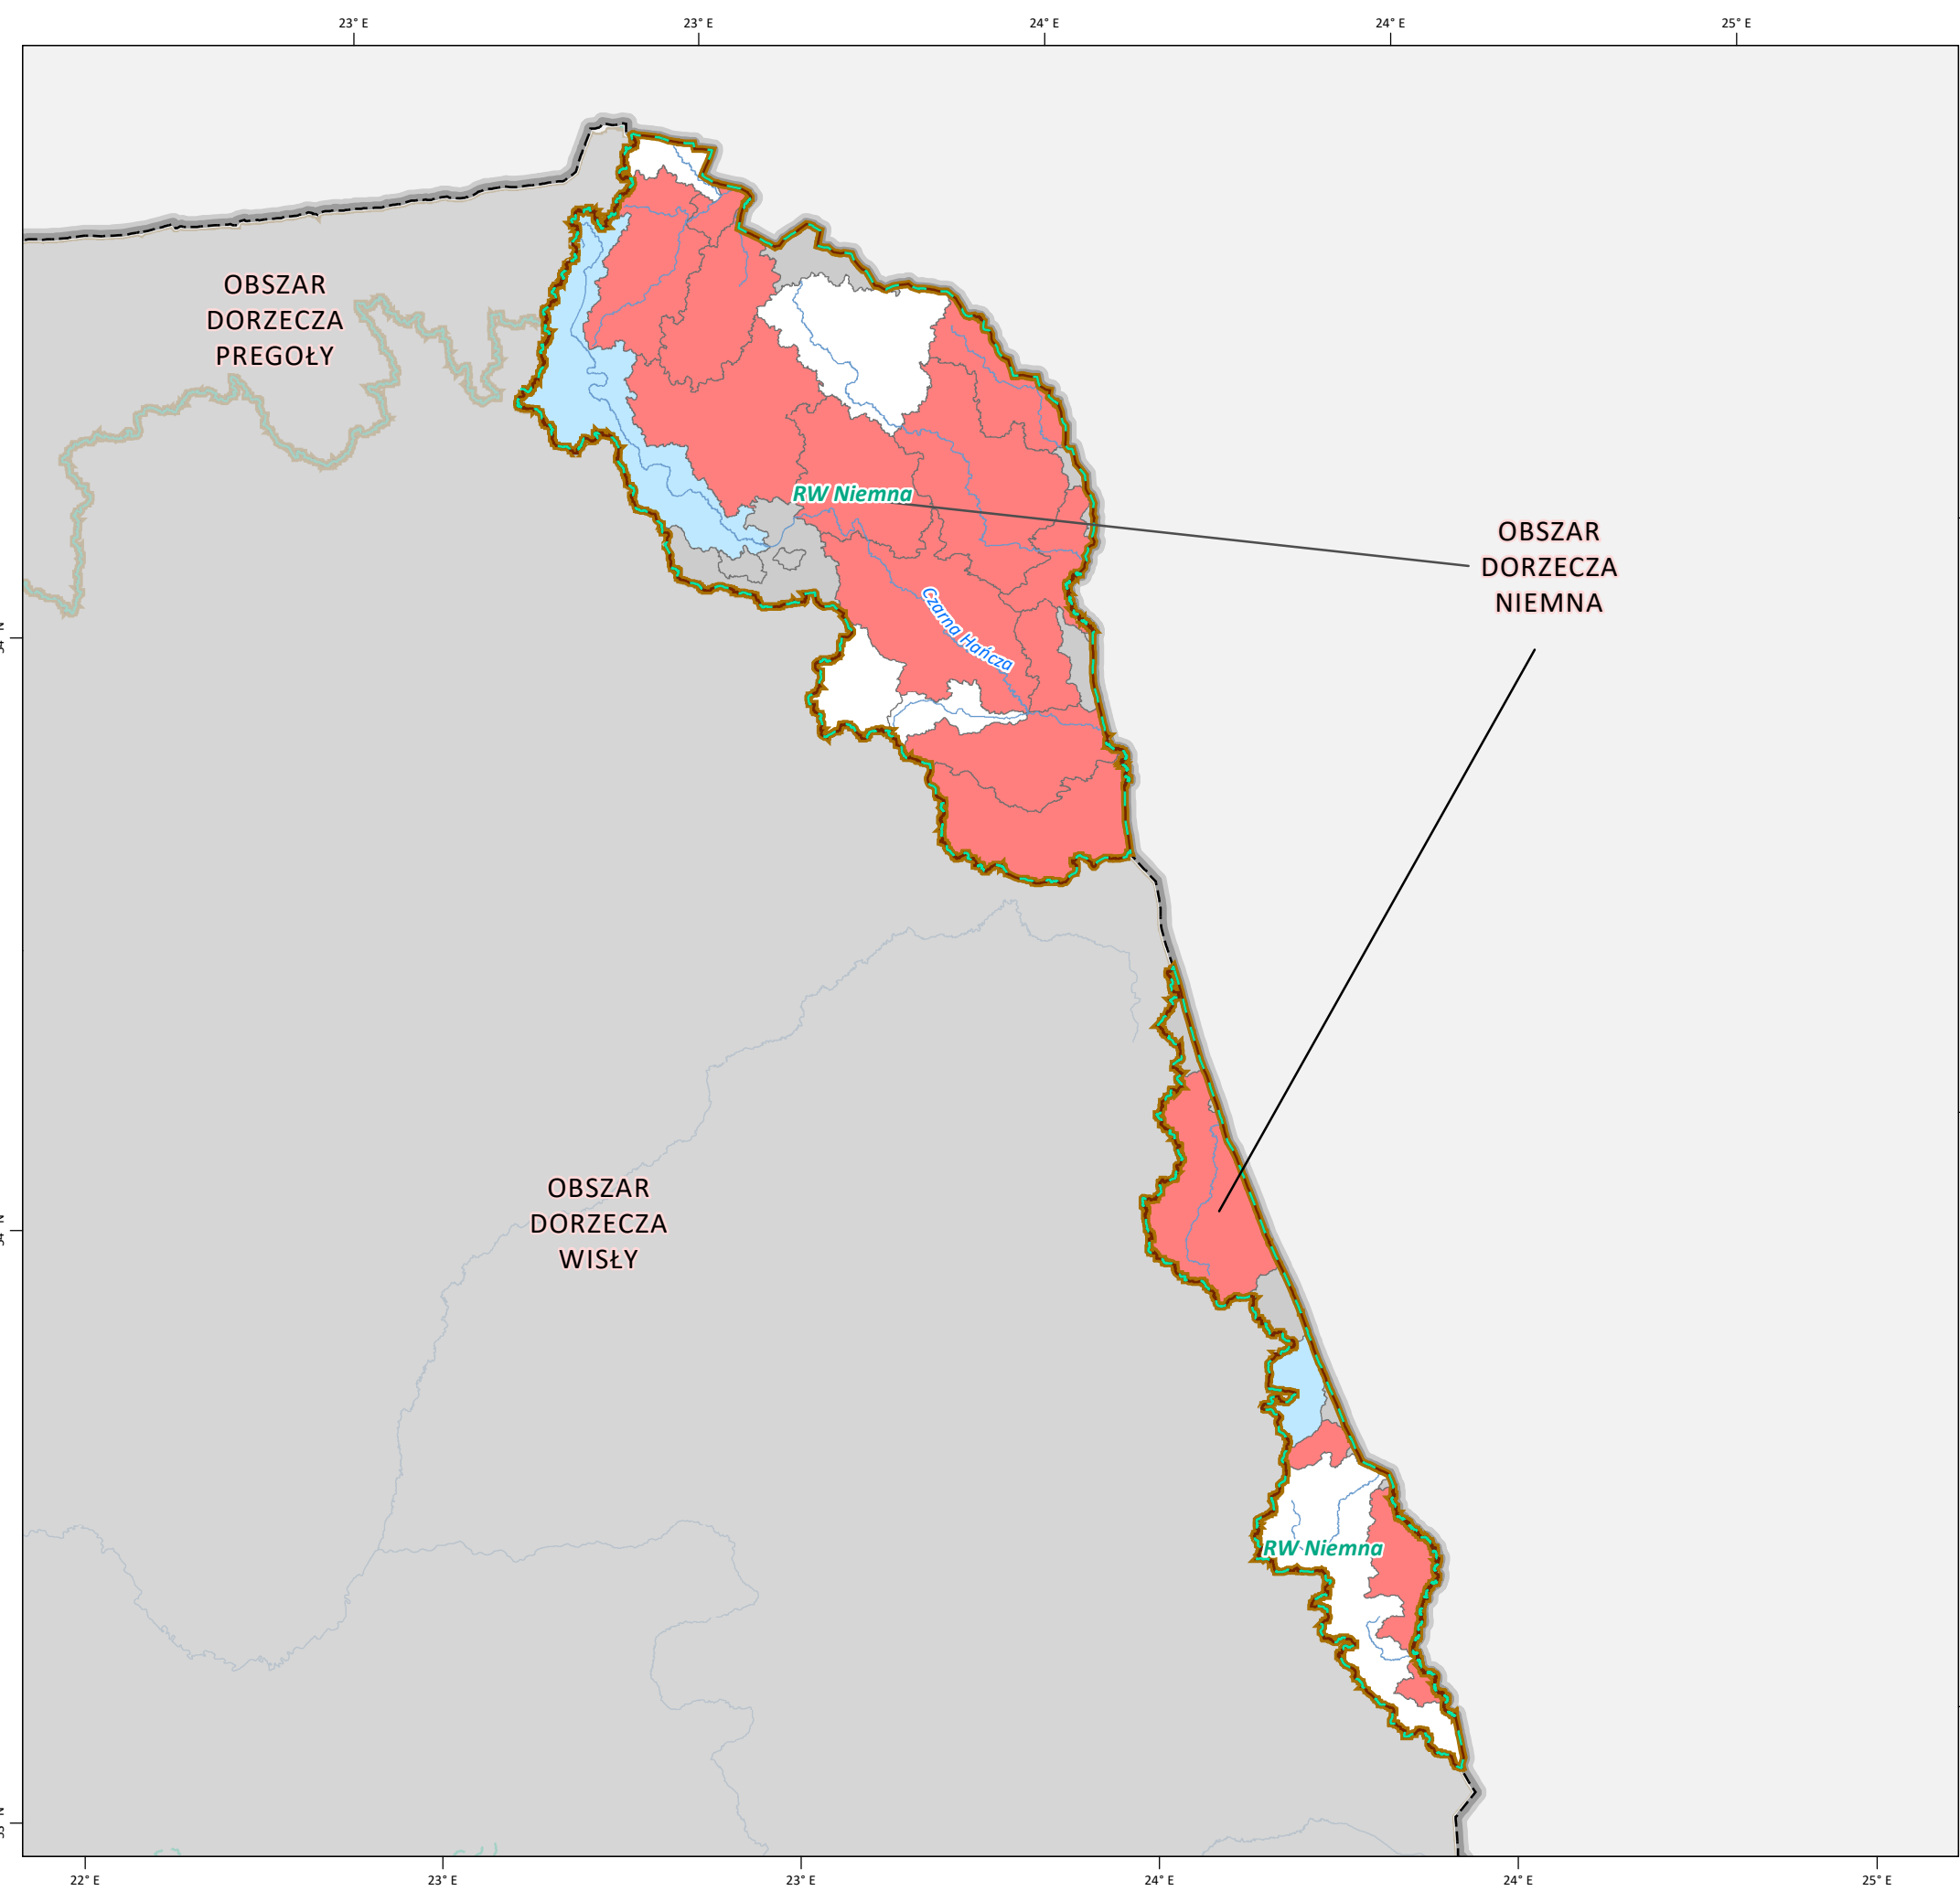 23° E
23° E
24° E
24° E
25° E
OBSZAR
DORZECZA
PREGOŁY
RW Niemna
OBSZAR
DORZECZA
NIEMNA
Czarna Hańcza
OBSZAR
DORZECZA
WISŁY
RW Niemna
22° E
23° E
23° E
24° E
24° E
25° E